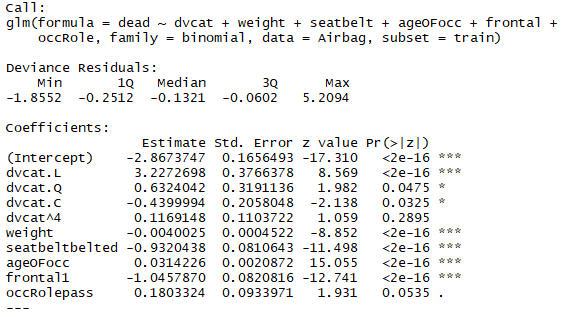 Call:
glm(formula = dead ~ dvcat + weight + seatbelt + ageOFocc + frontal +
    occRole, family = binomial, data = Airbag, subset = train)
Deviance Residuals:
    Min      1Q  Median      3Q     Max
-1.8552 -0.2512 -0.1321 -0.0602  5.2094
Coefficients:
               Estimate Std. Error z value Pr(>|z|)
(Intercept)    -2.8673747 0.1656493 -17.310 <2e-16 ***
dvcat.L         3.2272698 0.3766378   8.569 <2e-16 ***
dvcat.Q         0.6324042 0.3191136   1.982 0.0475 *
dvcat.C        -0.4399994 0.2058048  -2.138 0.0325 *
dvcat^4         0.1169148 0.1103722   1.059 0.2895
weight         -0.0040025 0.0004522  -8.852 <2e-16 ***
seatbeltbelted -0.9320438 0.0810643 -11.498 <2e-16 ***
ageOFocc        0.0314226 0.0020872  15.055 <2e-16 ***
frontal1       -1.0457870 0.0820816 -12.741 <2e-16 ***
occRolepass     0.1803324 0.0933971   1.931 0.0535 .
---